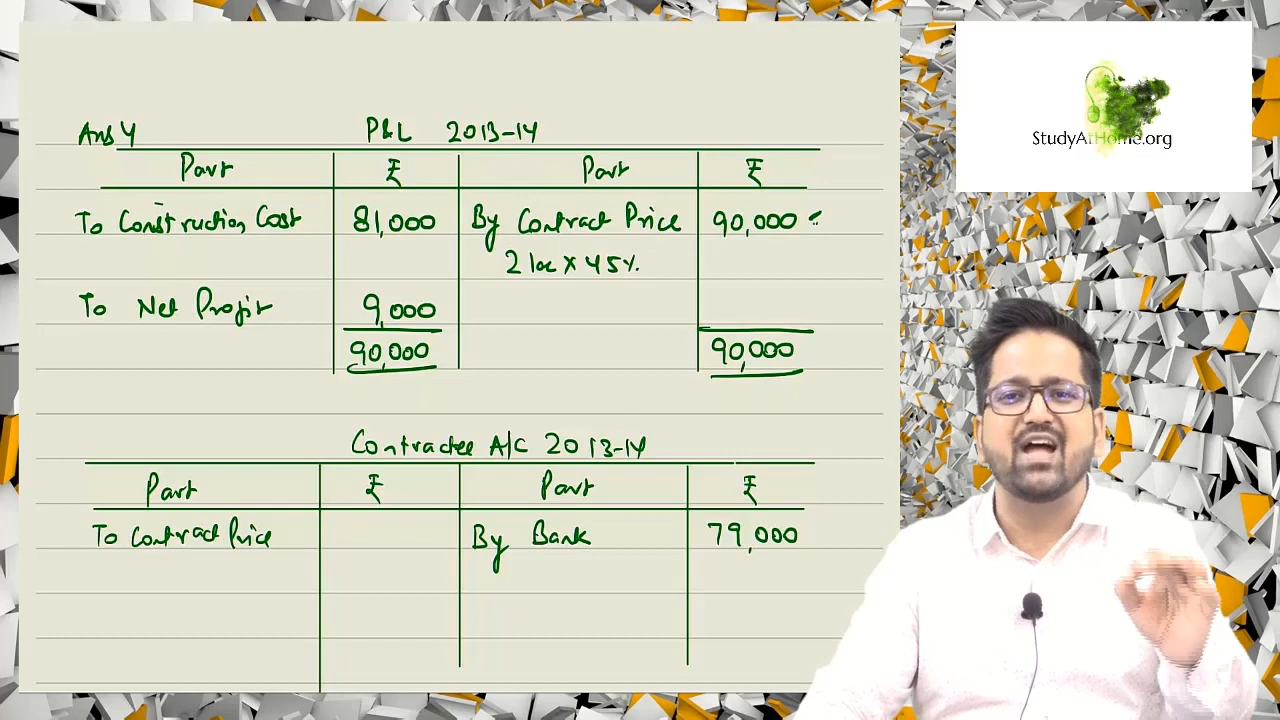 StudyAtHome.org
Ans 4 P&L 2013-14
Part ₹ Part ₹
To Construction Cost 81,000 By Contract Price 90,000
2 lac X 45%
To Net Profit 9,000
90,000 90,000
Contractee A/C 2013-14
Part ₹ Part ₹
To Contract Price By Bank 79,000